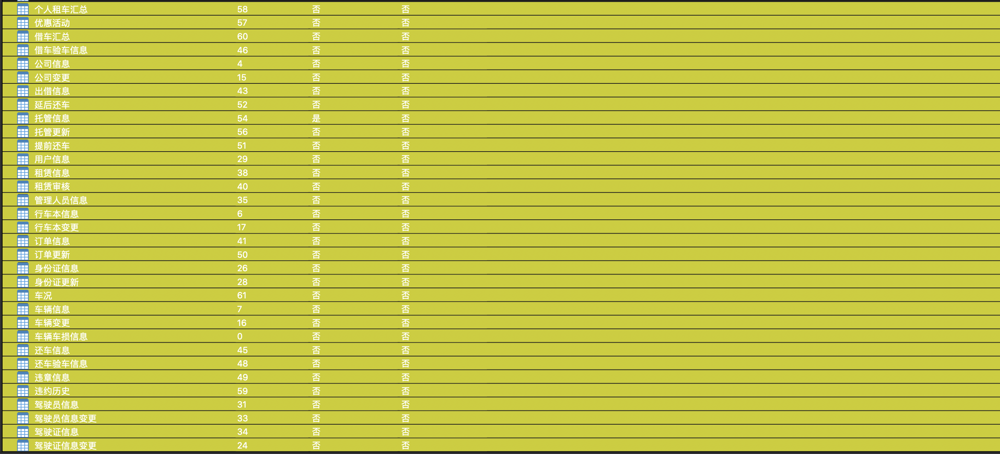 个人租车汇总 58 否 否
优惠活动 57 否 否
借车汇总 60 否 否
借车验车信息 46 否 否
公司信息 4 否 否
公司变更 15 否 否
出借信息 43 否 否
延后还车 52 否 否
托管信息 54 是 否
托管更新 56 否 否
提前还车 51 否 否
用户信息 29 否 否
租赁信息 38 否 否
租赁审核 40 否 否
管理人员信息 35 否 否
行车本信息 6 否 否
行车本变更 17 否 否
订单信息 41 否 否
订单更新 50 否 否
身份证信息 26 否 否
身份证更新 28 否 否
车况 61 否 否
车辆信息 7 否 否
车辆变更 16 否 否
车辆车损信息 0 否 否
还车信息 45 否 否
还车验车信息 48 否 否
违章信息 49 否 否
违约历史 59 否 否
驾驶员信息 31 否 否
驾驶员信息变更 33 否 否
驾驶证信息 34 否 否
驾驶证信息变更 24 否 否